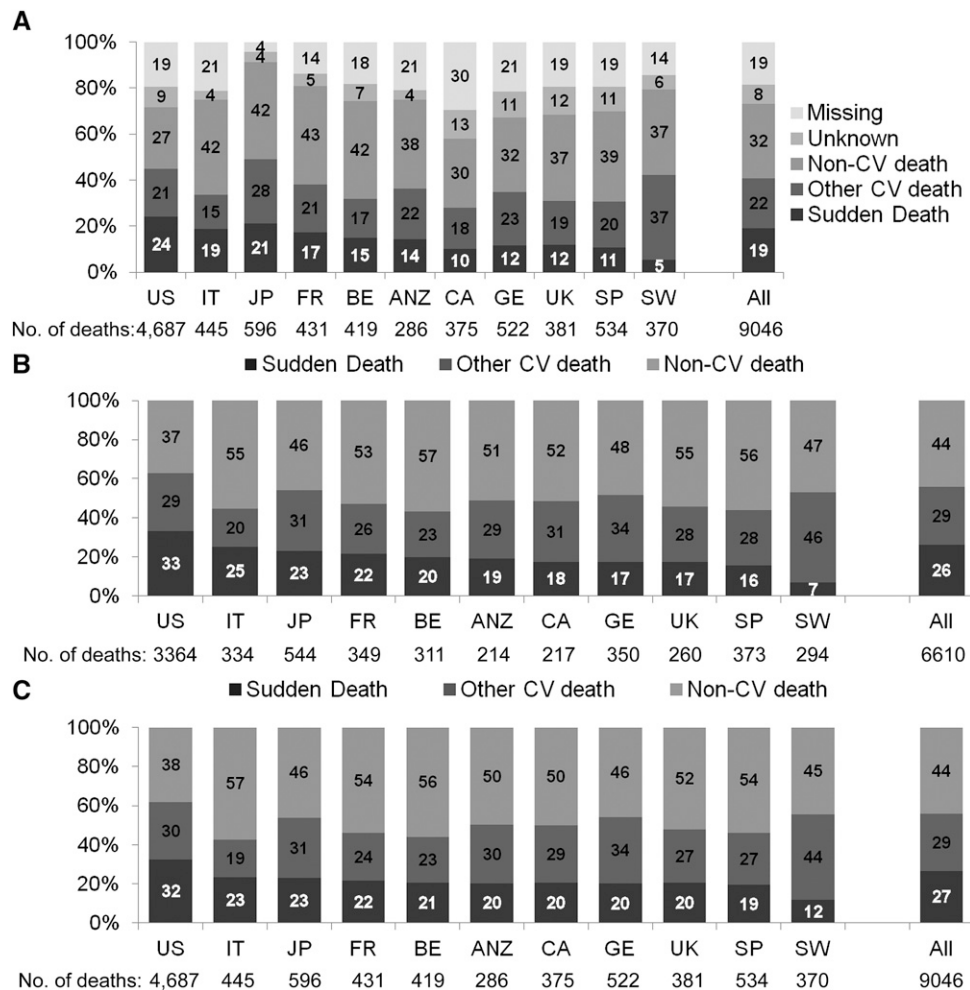 A
100% 19 21 4 14 18 21 30 21 19 19 14 19
4 5 7 4 6
80% 9 4 11 12 11 8 Missing
13 Unknown
60% 27 42 42 43 42 38 32 37 39 37 32 Non-CV death
30 Other CV death
40% 21 15 28 21 17 22 18 23 19 20 37 22 Sudden Death
20% 24 19 21 17 15 14 10 12 12 11 5 19
0%
US IT JP FR BE ANZ CA GE UK SP SW All
No. of deaths: 4,687 445 596 431 419 286 375 522 381 534 370 9046
B Sudden Death Other CV death Non-CV death
100%
80% 37 55 46 53 57 51 52 48 55 56 47 44
60%
40% 29 20 31 26 23 29 31 34 28 28 46 29
20% 33 25 23 22 20 19 18 17 17 16 7 26
0%
US IT JP FR BE ANZ CA GE UK SP SW All
No. of deaths: 3364 334 544 349 311 214 217 350 260 373 294 6610
C Sudden Death Other CV death Non-CV death
100%
80% 38 57 46 54 56 50 50 46 52 54 45 44
60%
40% 30 19 31 24 23 30 29 34 27 27 44 29
20% 32 23 23 22 21 20 20 20 20 19 12 27
0%
US IT JP FR BE ANZ CA GE UK SP SW All
No. of deaths: 4,687 445 596 431 419 286 375 522 381 534 370 9046